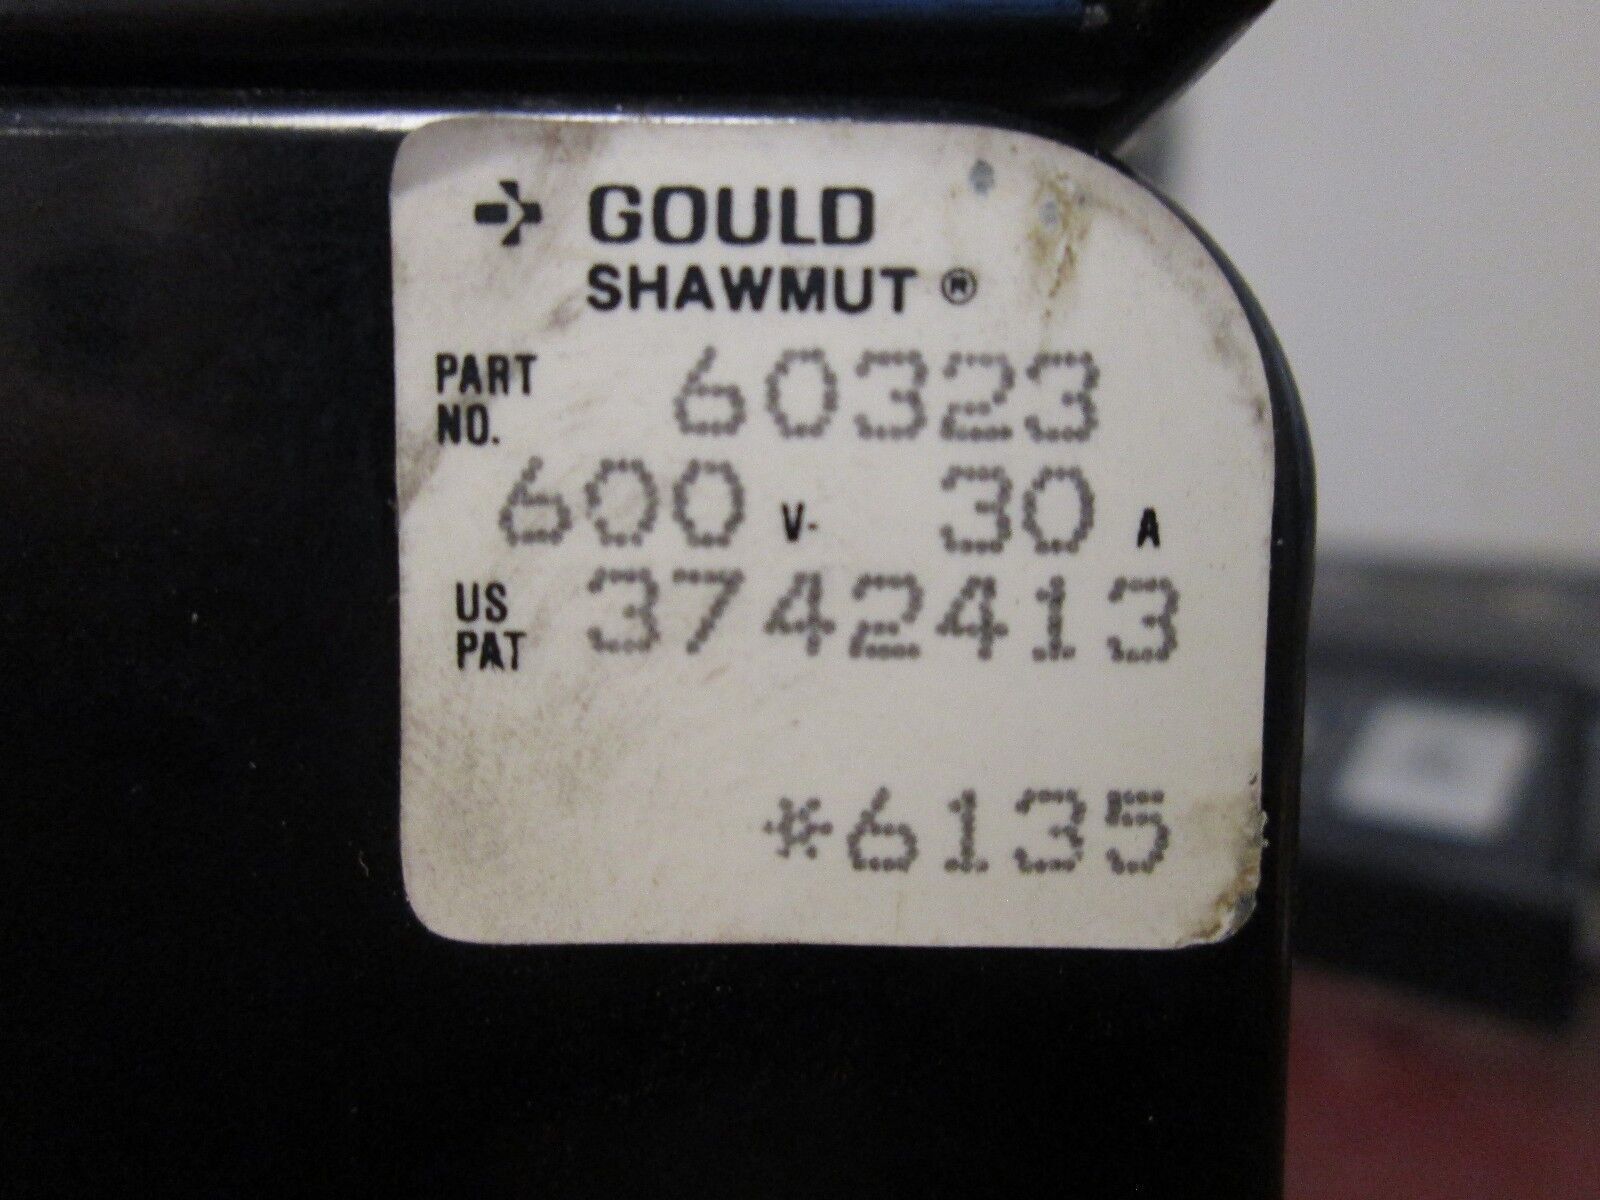 GOULD
SHAWMUT ®
PART NO. 60323
600 V- 30 A
US PAT 3742413
*6135